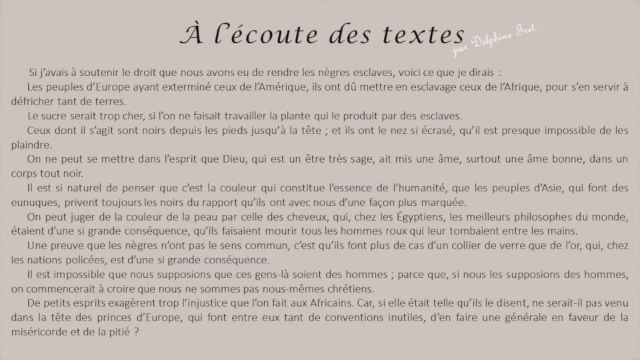 À l'écoute des textes
par Delphine Tret
Si j'avais à soutenir le droit que nous avons eu de rendre les nègres esclaves, voici ce que je dirais :
Les peuples d'Europe ayant exterminé ceux de l'Amérique, ils ont dû mettre en esclavage ceux de l'Afrique, pour s'en servir à
défricher tant de terres.
Le sucre serait trop cher, si l'on ne faisait travailler la plante qui le produit par des esclaves.
Ceux dont il s'agit sont noirs depuis les pieds jusqu'à la tête ; et ils ont le nez si écrasé, qu'il est presque impossible de les
plaindre.
On ne peut se mettre dans l'esprit que Dieu, qui est un être très sage, ait mis une âme, surtout une âme bonne, dans un
corps tout noir.
Il est si naturel de penser que c'est la couleur qui constitue l'essence de l'humanité, que les peuples d'Asie, qui font des
eunuques, privent toujours les noirs du rapport qu'ils ont avec nous d'une façon plus marquée.
On peut juger de la couleur de la peau par celle des cheveux, qui, chez les Égyptiens, les meilleurs philosophes du monde,
étaient d'une si grande conséquence, qu'ils faisaient mourir tous les hommes roux qui leur tombaient entre les mains.
Une preuve que les nègres n'ont pas le sens commun, c'est qu'ils font plus de cas d'un collier de verre que de l'or, qui, chez
les nations policées, est d'une si grande conséquence.
Il est impossible que nous supposions que ces gens-là soient des hommes ; parce que, si nous les supposions des hommes,
on commencerait à croire que nous ne sommes pas nous-mêmes chrétiens.
De petits esprits exagèrent trop l'injustice que l'on fait aux Africains. Car, si elle était telle qu'ils le disent, ne serait-il pas venu
dans la tête des princes d'Europe, qui font entre eux tant de conventions inutiles, d'en faire une générale en faveur de la
miséricorde et de la pitié ?